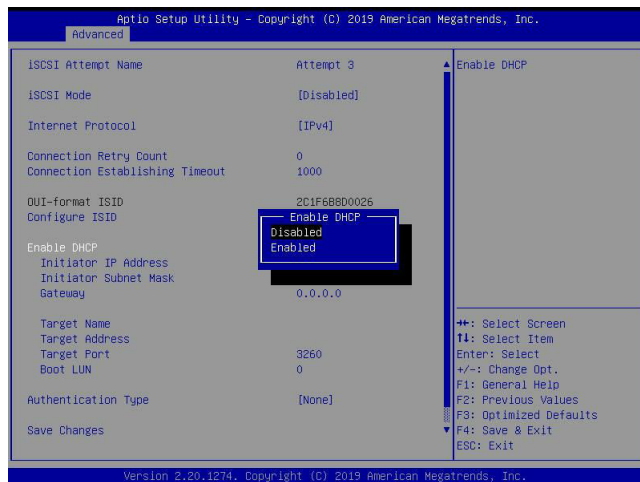 Aptio Setup Utility – Copyright (C) 2019 American Megatrends, Inc.
Advanced
iSCSI Attempt Name Attempt 3
iSCSI Mode [Disabled]
Internet Protocol [IPv4]
Connection Retry Count 0
Connection Establishing Timeout 1000
OUI-format ISID 2C1F6B8D0026
Configure ISID
Enable DHCP
Initiator IP Address
Initiator Subnet Mask
Gateway 0.0.0.0
Target Name
Target Address
Target Port 3260
Boot LUN 0
Authentication Type [None]
Save Changes
Enable DHCP
Disabled
Enabled
Enable DHCP
→←: Select Screen
↑↓: Select Item
Enter: Select
+/-: Change Opt.
F1: General Help
F2: Previous Values
F3: Optimized Defaults
F4: Save & Exit
ESC: Exit
Version 2.20.1274. Copyright (C) 2019 American Megatrends, Inc.